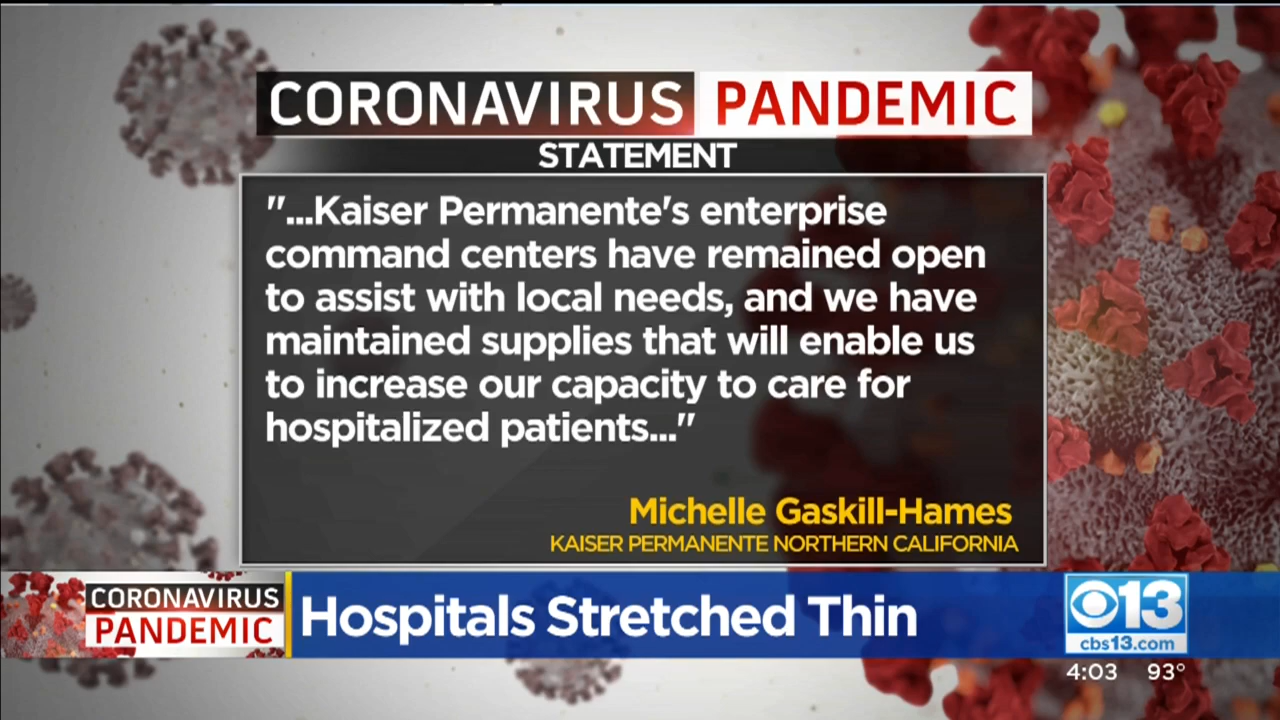 CORONAVIRUS PANDEMIC
STATEMENT
"...Kaiser Permanente's enterprise
command centers have remained open
to assist with local needs, and we have
maintained supplies that will enable us
to increase our capacity to care for
hospitalized patients..."
Michelle Gaskill-Hames
KAISER PERMANENTE NORTHERN CALIFORNIA
CORONAVIRUS
PANDEMIC
Hospitals Stretched Thin
13
cbs13.com
4:03 93°